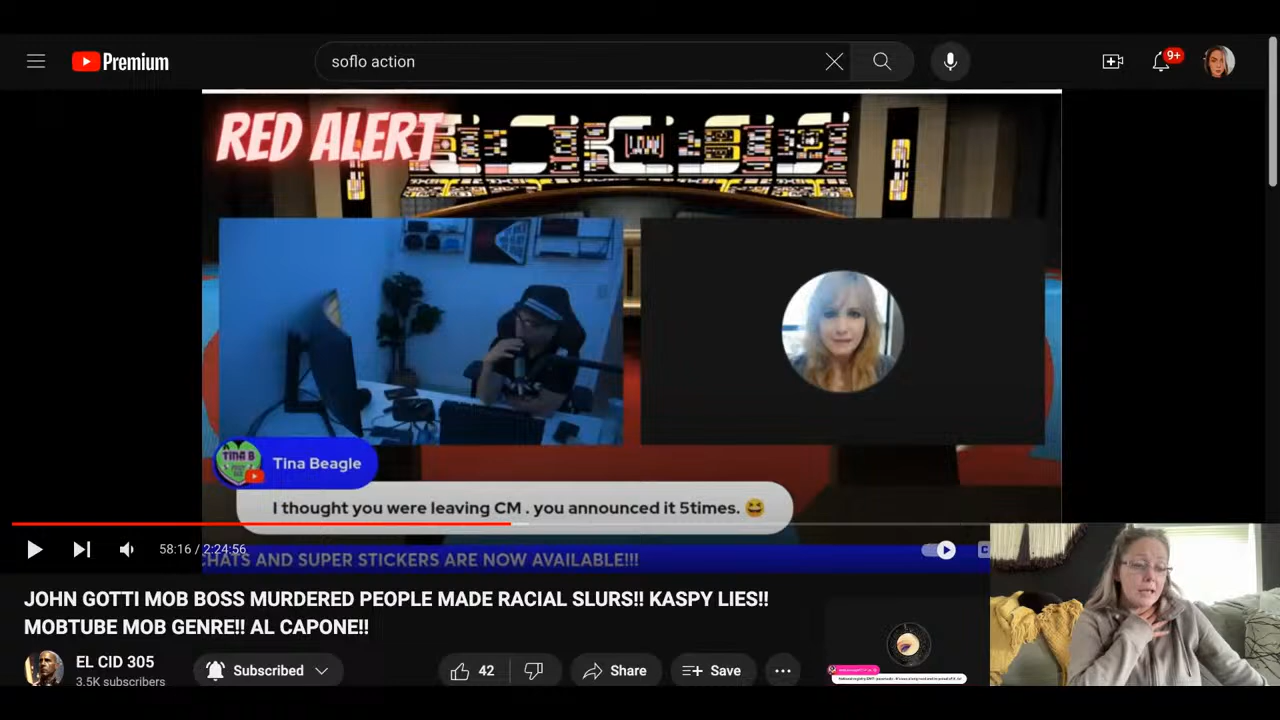 Premium
soflo action
9+
RED ALERT
TINA B
Tina Beagle
I thought you were leaving CM . you announced it 5times. 😆
58:16 / 2:24:56
CHATS AND SUPER STICKERS ARE NOW AVAILABLE!!!
JOHN GOTTI MOB BOSS MURDERED PEOPLE MADE RACIAL SLURS!! KASPY LIES!!
MOBTUBE MOB GENRE!! AL CAPONE!!
EL CID 305
3.5K subscribers
Subscribed
42
Share
Save